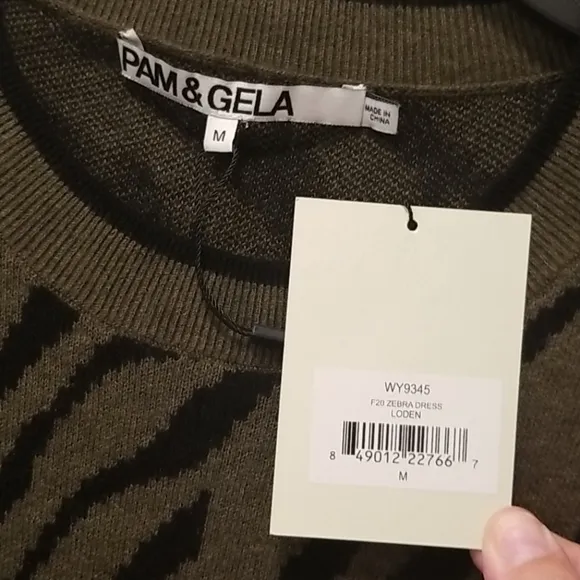 PAM & GELA
MADE IN
CHINA
M
WY9345
F20 ZEBRA DRESS
LODEN
8 49012 22766 7
M